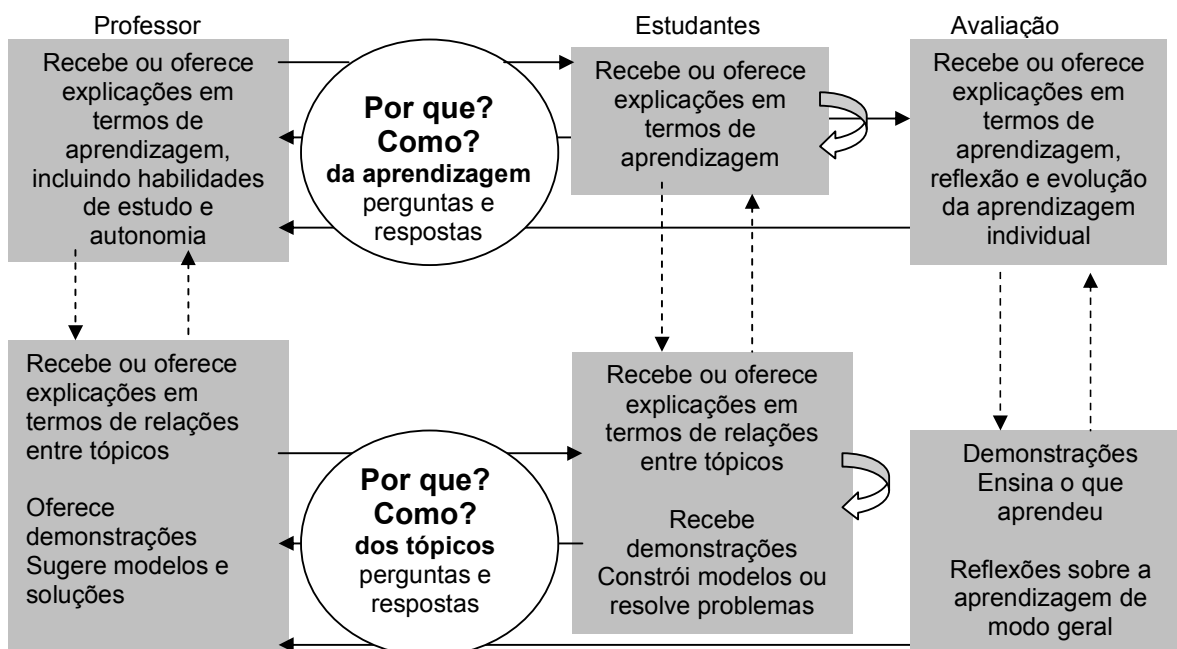 Professor
Estudantes
Avaliação
Recebe ou oferece
explicações em
termos de
aprendizagem,
incluindo habilidades
de estudo e
autonomia
Por que?
Como?
da aprendizagem
perguntas e
respostas
Recebe ou oferece
explicações em
termos de
aprendizagem
Recebe ou oferece
explicações em
termos de
aprendizagem,
reflexão e evolução
da aprendizagem
individual
Recebe ou oferece
explicações em
termos de relações
entre tópicos
Oferece
demonstrações
Sugere modelos e
soluções
Por que?
Como?
dos tópicos
perguntas e
respostas
Recebe ou oferece
explicações em
termos de relações
entre tópicos
Recebe
demonstrações
Constrói modelos ou
resolve problemas
Demonstrações
Ensina o que
aprendeu
Reflexões sobre a
aprendizagem de
modo geral